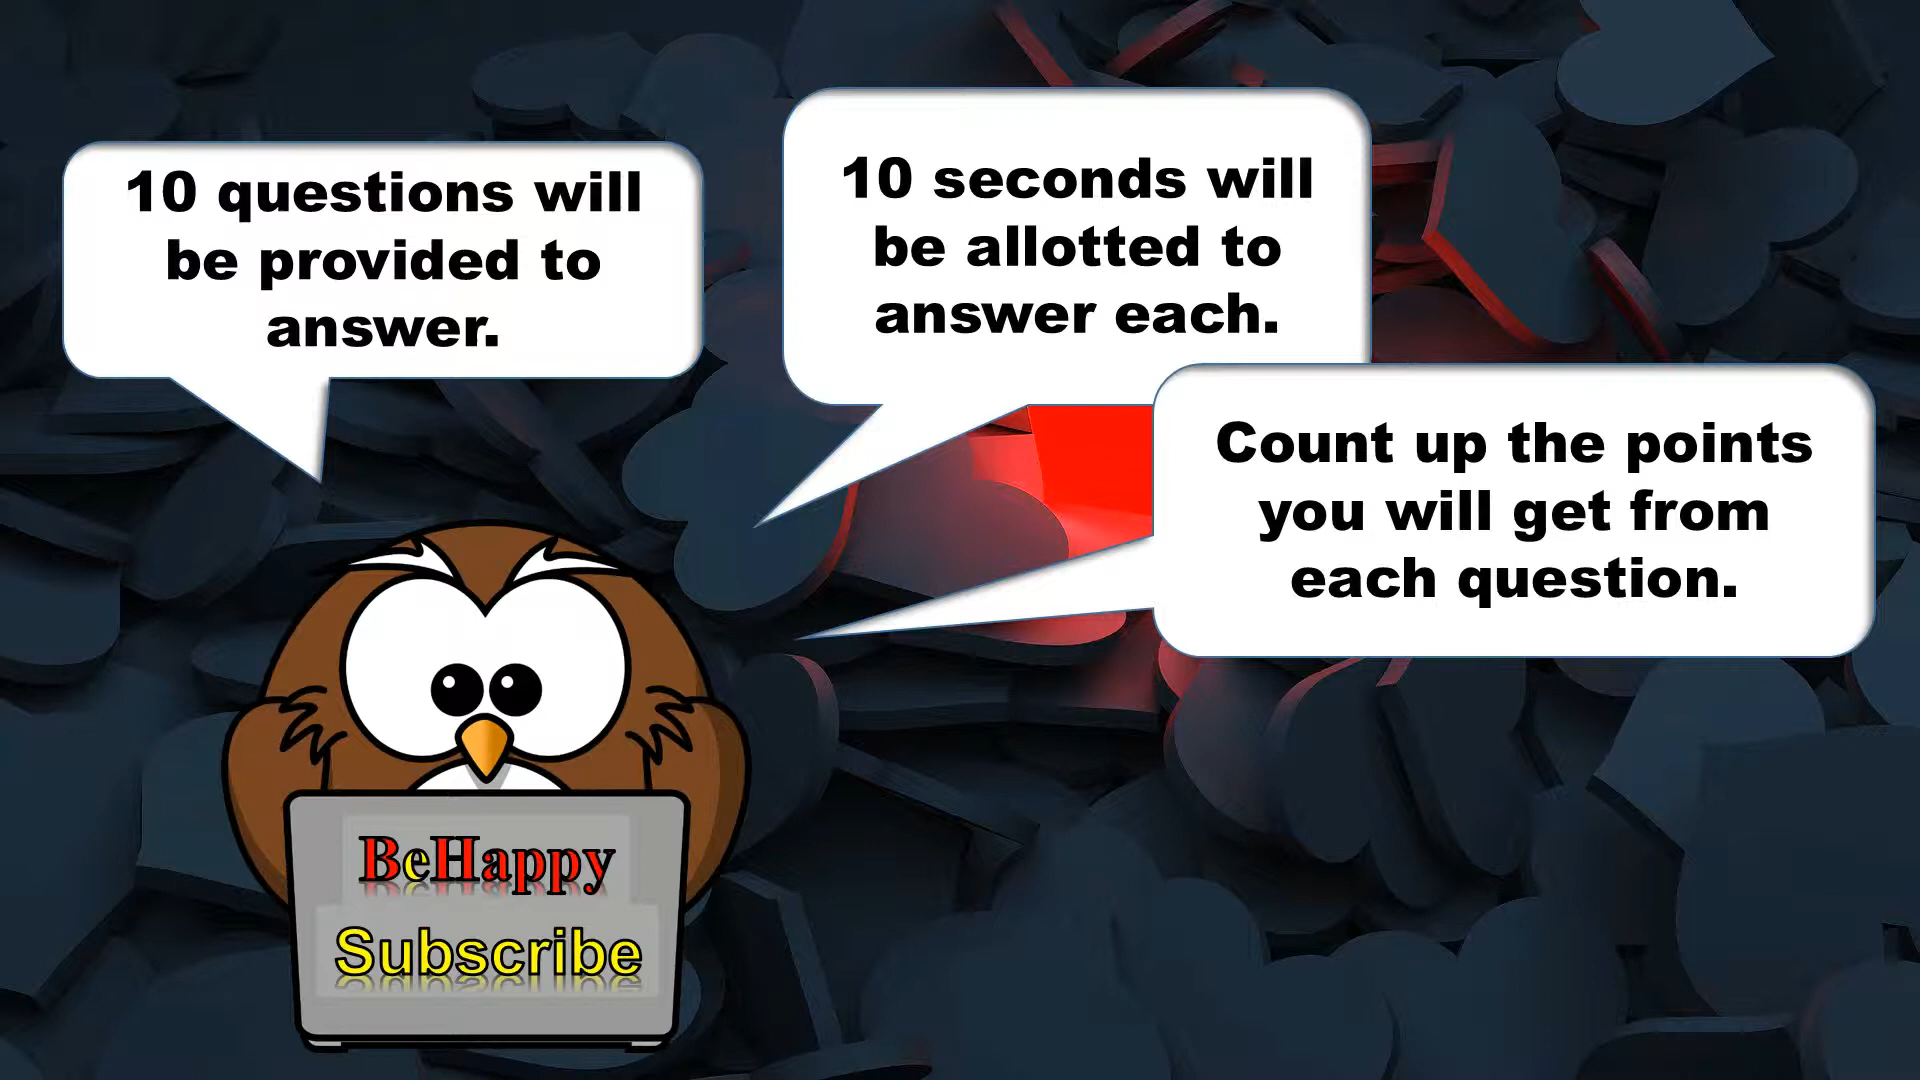 10 questions will
be provided to
answer.
10 seconds will
be allotted to
answer each.
Count up the points
you will get from
each question.
BeHappy
Subscribe